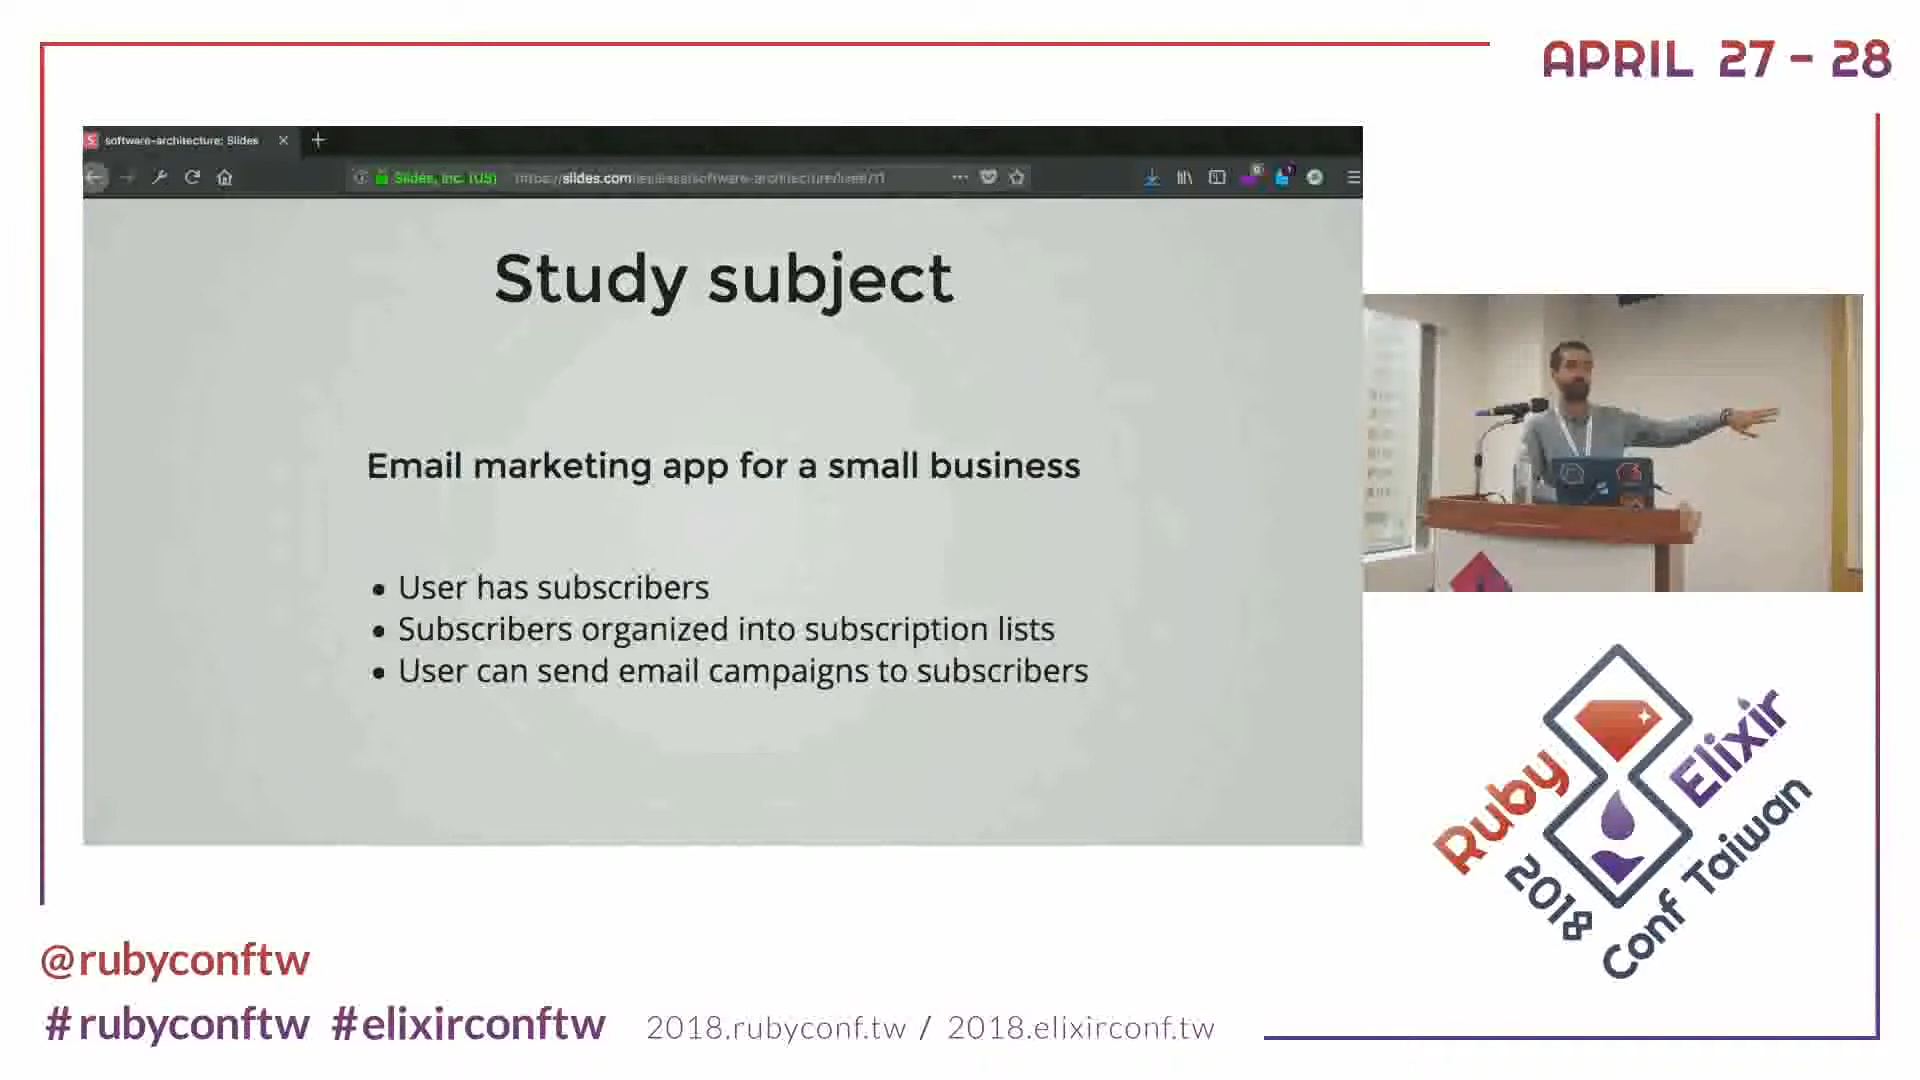 APRIL 27 - 28
software-architecture: Slides
Slides, Inc. (US)
Study subject
Email marketing app for a small business
• User has subscribers
• Subscribers organized into subscription lists
• User can send email campaigns to subscribers
Ruby Elixir
2018 Conf Taiwan
@rubyconftw
#rubyconftw #elixirconftw 2018.rubyconf.tw / 2018.elixirconf.tw